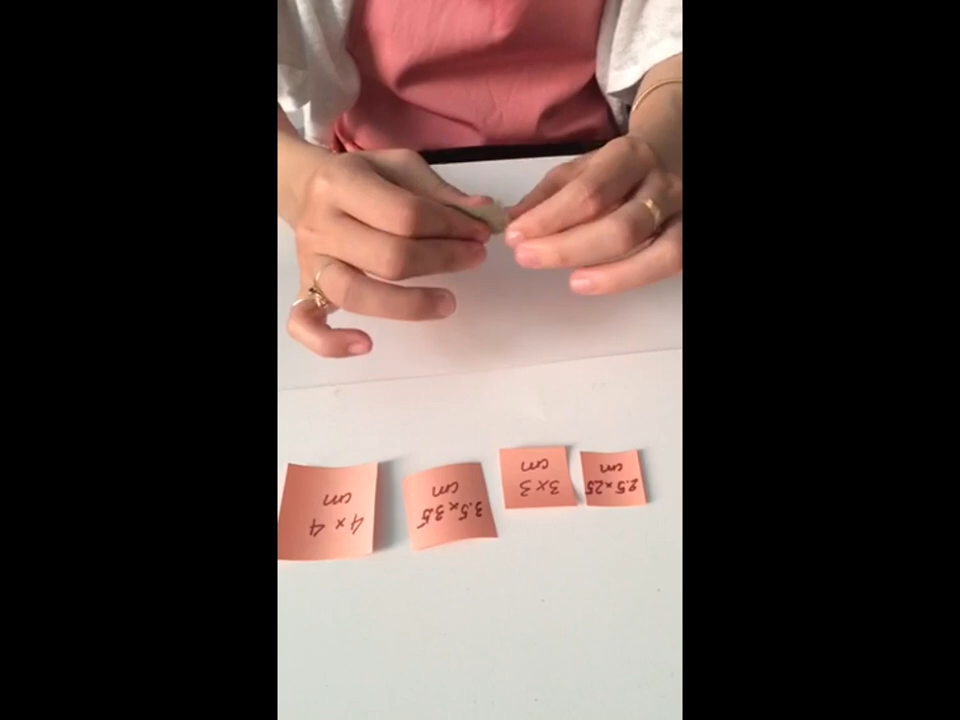 2.5 x 2.5
cm
3 x 3
cm
3.5 x 3.5
cm
4 x 4
cm